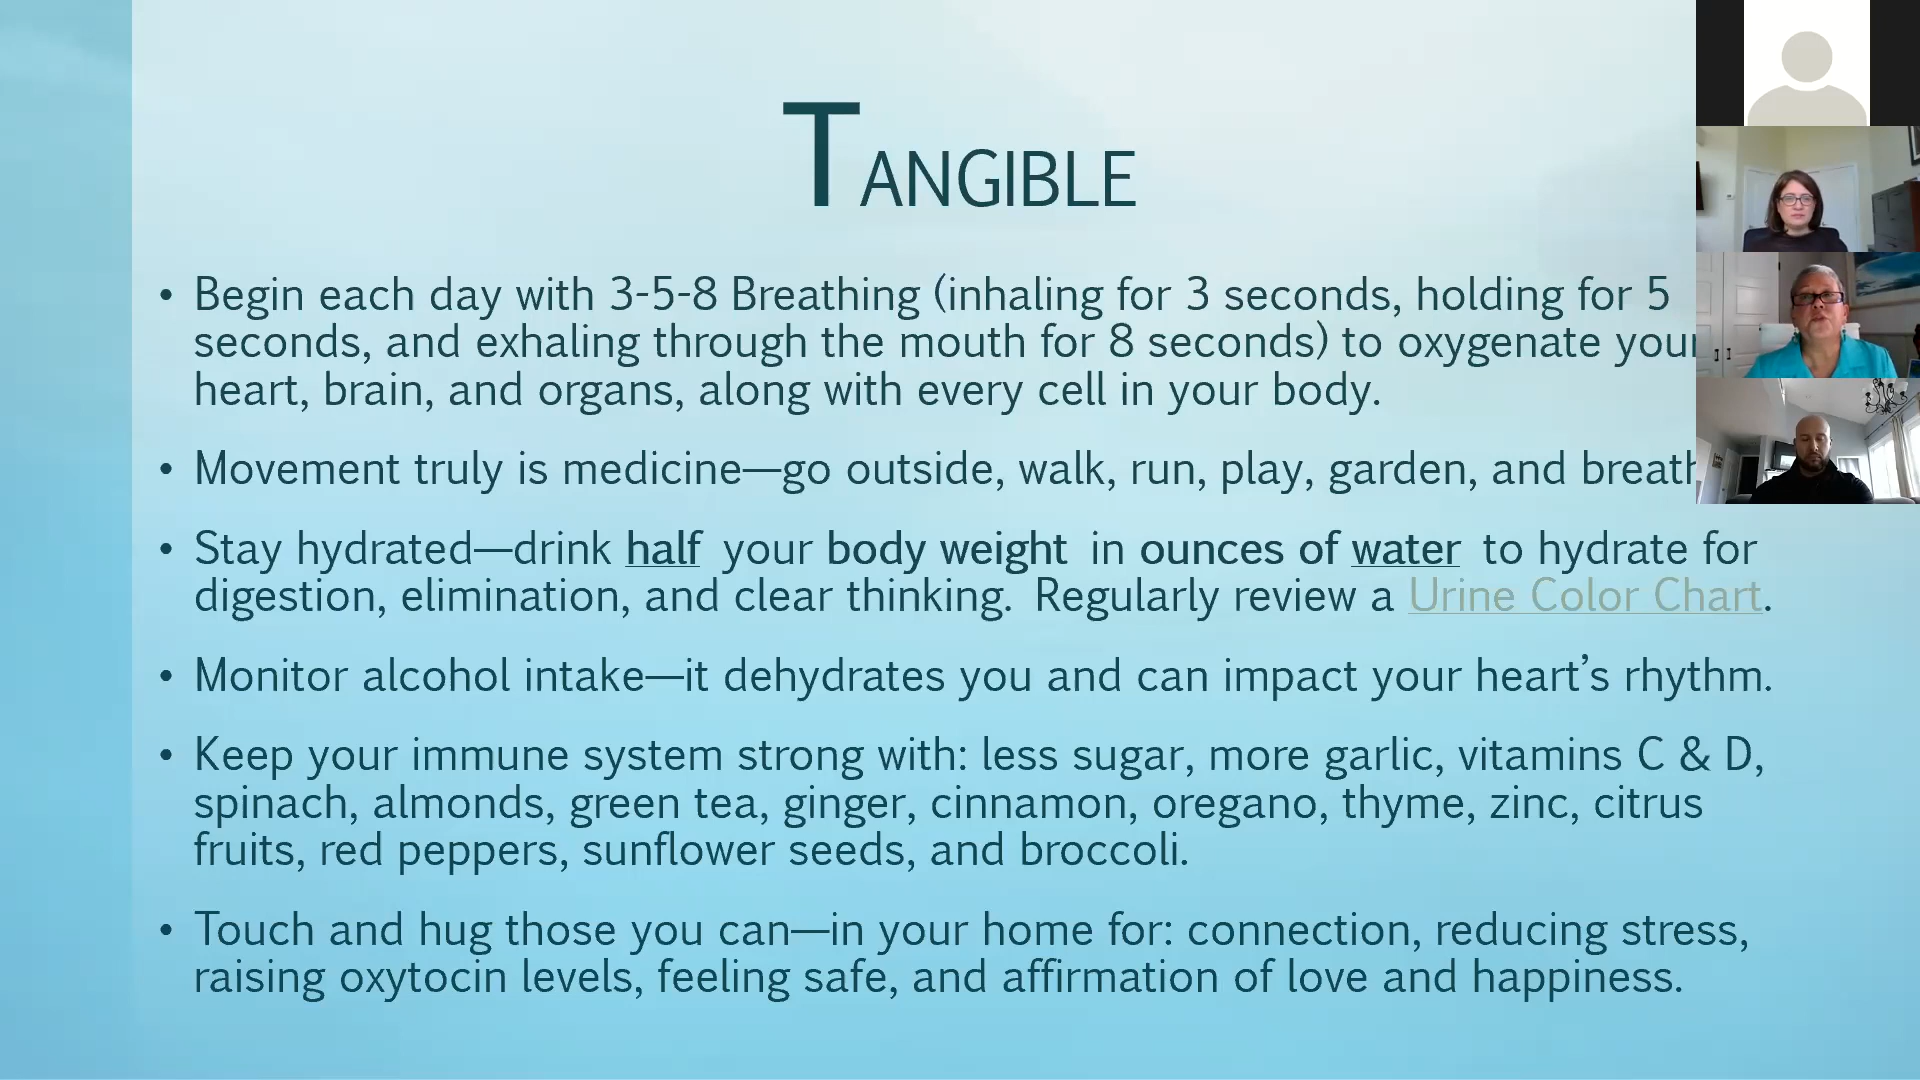 TANGIBLE
• Begin each day with 3-5-8 Breathing (inhaling for 3 seconds, holding for 5
seconds, and exhaling through the mouth for 8 seconds) to oxygenate your
heart, brain, and organs, along with every cell in your body.
• Movement truly is medicine—go outside, walk, run, play, garden, and breath
• Stay hydrated—drink half your body weight in ounces of water to hydrate for
digestion, elimination, and clear thinking. Regularly review a Urine Color Chart.
• Monitor alcohol intake—it dehydrates you and can impact your heart’s rhythm.
• Keep your immune system strong with: less sugar, more garlic, vitamins C & D,
spinach, almonds, green tea, ginger, cinnamon, oregano, thyme, zinc, citrus
fruits, red peppers, sunflower seeds, and broccoli.
• Touch and hug those you can—in your home for: connection, reducing stress,
raising oxytocin levels, feeling safe, and affirmation of love and happiness.